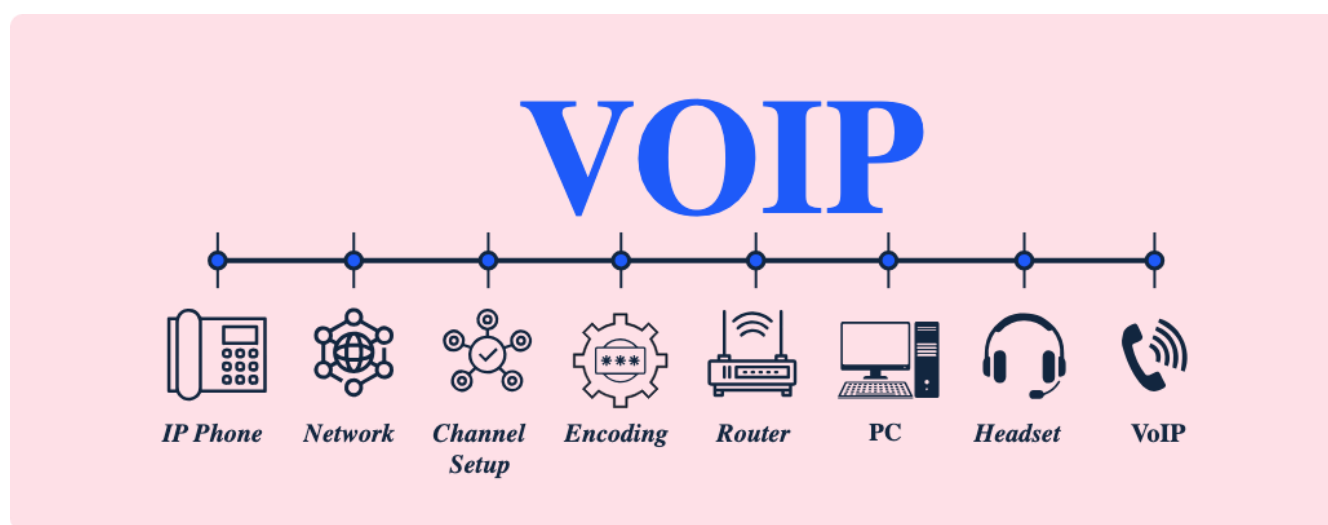 VOIP
***
IP Phone
Network
Channel
Setup
Encoding
Router
PC
Headset
VoIP